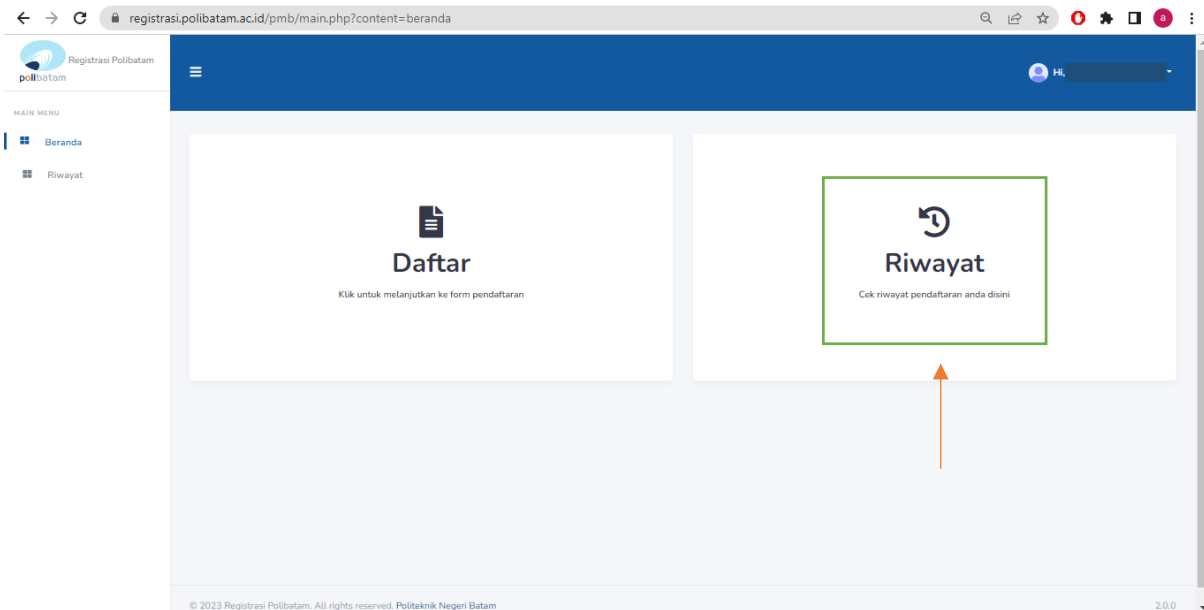 registrasi.polibatam.ac.id/pmb/main.php?content=beranda
a
Registrasi Polibatam
polibatam
Hi,
MAIN MENU
Beranda
Riwayat
Daftar
Klik untuk melanjutkan ke form pendaftaran
Riwayat
Cek riwayat pendaftaran anda disini
© 2023 Registrasi Polibatam. All rights reserved. Politeknik Negeri Batam
2.0.0